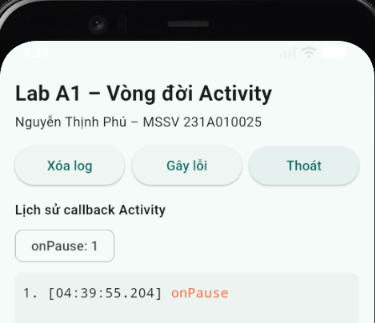 Lab A1 – Vòng đời Activity
Nguyễn Thịnh Phú – MSSV 231A010025
Xóa log Gây lỗi Thoát
Lịch sử callback Activity
onPause: 1
1. [04:39:55.204] onPause